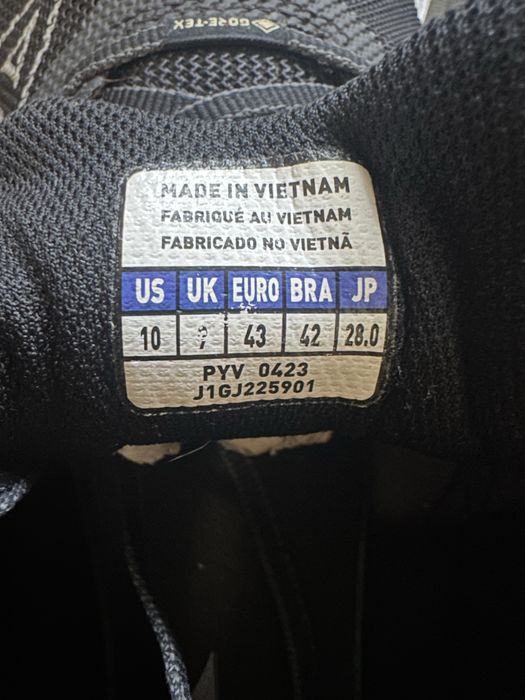 GORE-TEX
MADE IN VIETNAM
FABRIQUÉ AU VIETNAM
FABRICADO NO VIETNÃ
US UK EURO BRA JP
10 43 42 28.0
PYV 0423
J1GJ225901